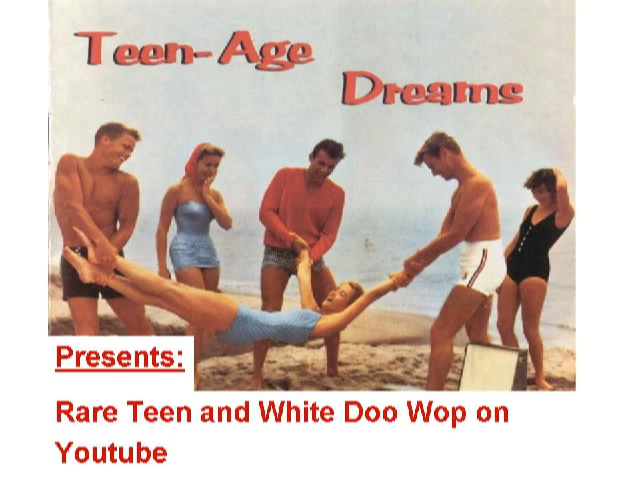 Teen-Age
Dreams
Presents:
Rare Teen and White Doo Wop on
Youtube